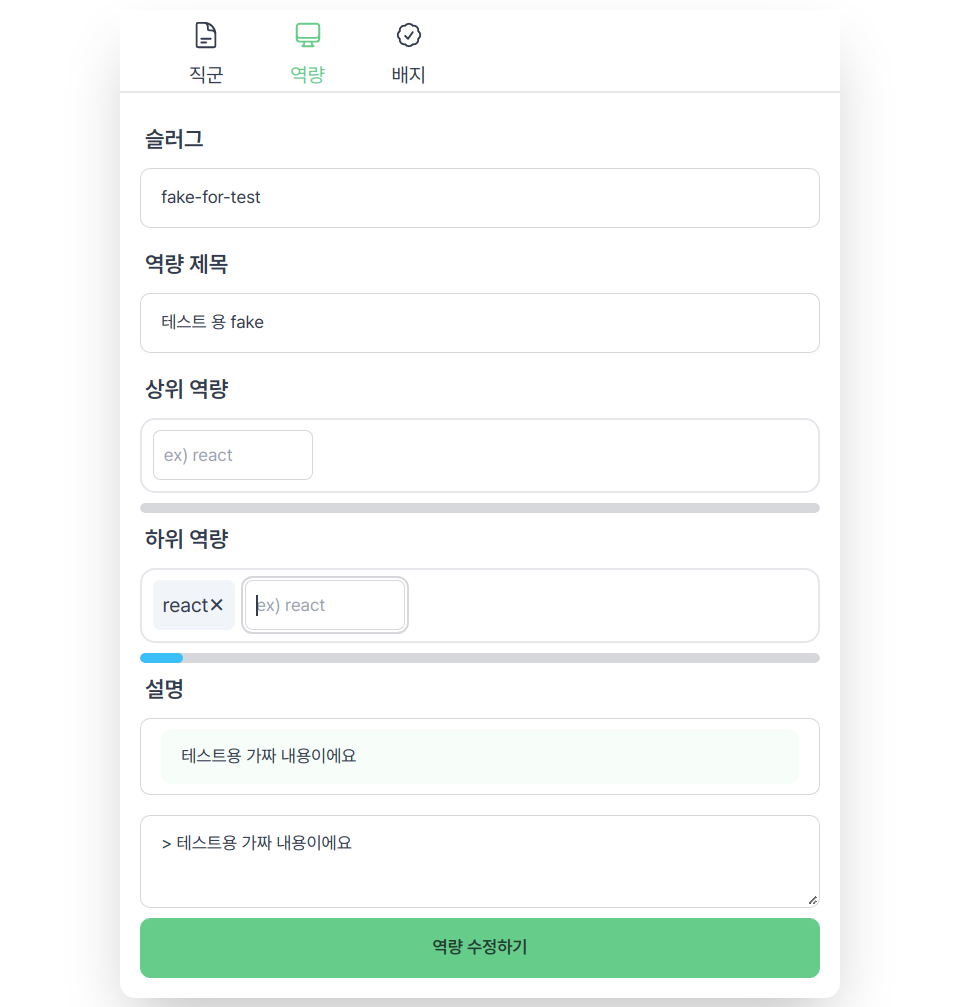 직군 역량 배지
슬러그
fake-for-test
역량 제목
테스트 용 fake
상위 역량
ex) react
하위 역량
react✕ ex) react
설명
테스트용 가짜 내용이에요
> 테스트용 가짜 내용이에요
역량 수정하기